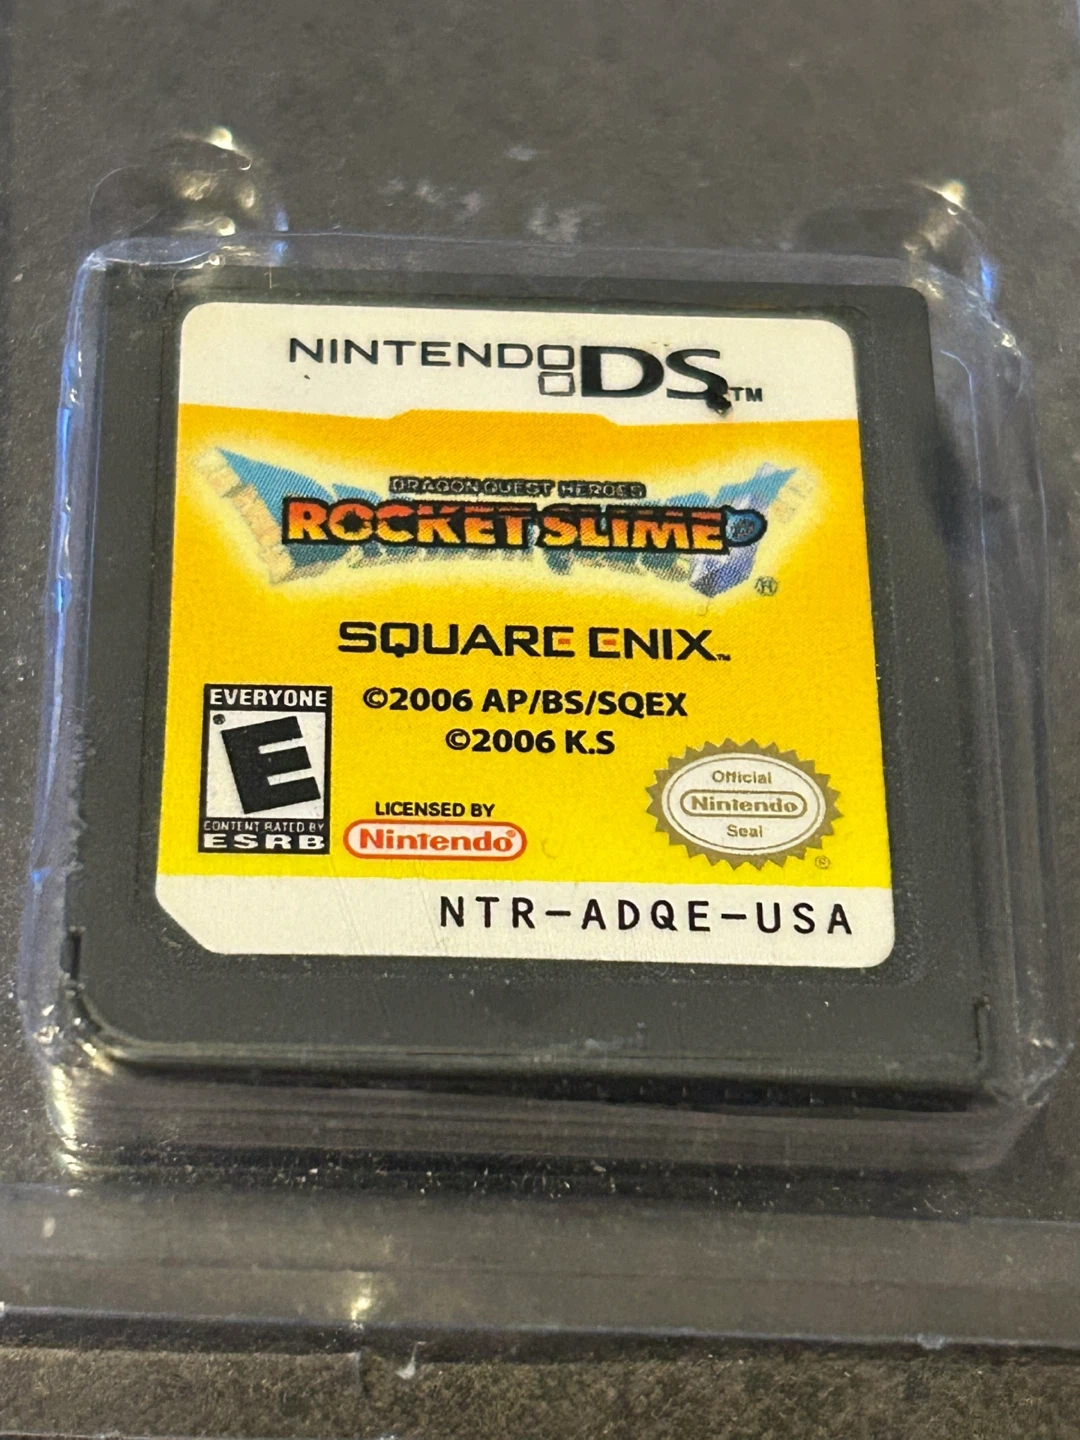 NINTENDO DS™
DRAGON QUEST HEROES
ROCKET SLIME
SQUARE ENIX™
EVERYONE
E
CONTENT RATED BY
ESRB
©2006 AP/BS/SQEX
©2006 K.S
LICENSED BY
Nintendo®
Official
Nintendo
Seal
NTR-ADQE-USA